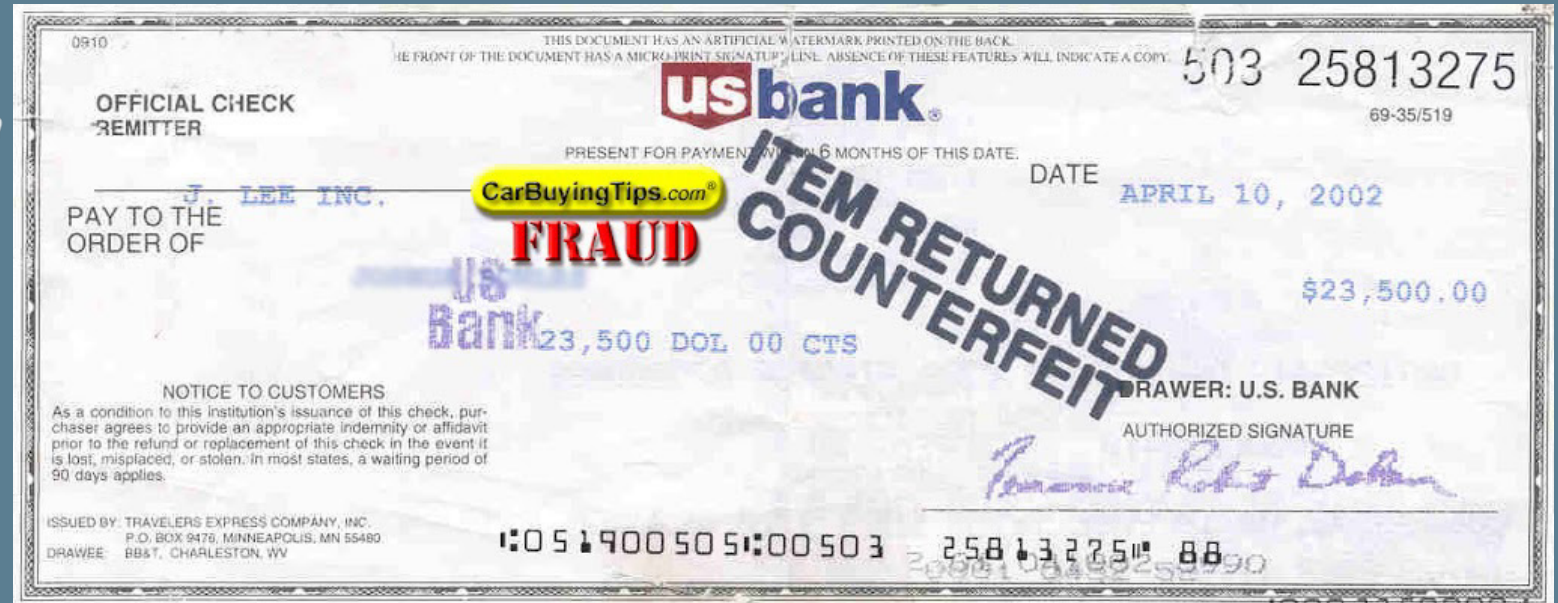 0910
THIS DOCUMENT HAS AN ARTIFICIAL WATERMARK PRINTED ON THE BACK.
HE FRONT OF THE DOCUMENT HAS A MICRO-PRINT SIGNATURE LINE. ABSENCE OF THESE FEATURES WILL INDICATE A COPY.
503 25813275
69-35/519
OFFICIAL CHECK
REMITTER
usbank®
PRESENT FOR PAYMENT WITHIN 6 MONTHS OF THIS DATE.
DATE APRIL 10, 2002
J. LEE INC.
CarBuyingTips.com®
FRAUD
ITEM RETURNED
COUNTERFEIT
PAY TO THE
ORDER OF
US
Bank
$23,500.00
23,500 DOL 00 CTS
NOTICE TO CUSTOMERS
As a condition to this institution's issuance of this check, pur-
chaser agrees to provide an appropriate indemnity or affidavit
prior to the refund or replacement of this check in the event it
is lost, misplaced, or stolen. In most states, a waiting period of
90 days applies.
DRAWER: U.S. BANK
AUTHORIZED SIGNATURE
ISSUED BY: TRAVELERS EXPRESS COMPANY, INC.
P.O. BOX 9476, MINNEAPOLIS, MN 55480
DRAWEE: BB&T, CHARLESTON, WV
⑆051900505⑆00503 25813275⑈ 88